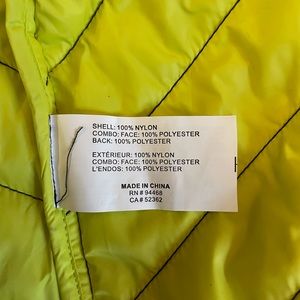 SHELL: 100% NYLON
COMBO: FACE: 100% POLYESTER
BACK: 100% POLYESTER
EXTÉRIEUR: 100% NYLON
COMBO: FACE: 100% POLYESTER
L'ENDOS: 100% POLYESTER
MADE IN CHINA
RN # 94468
CA # 52362